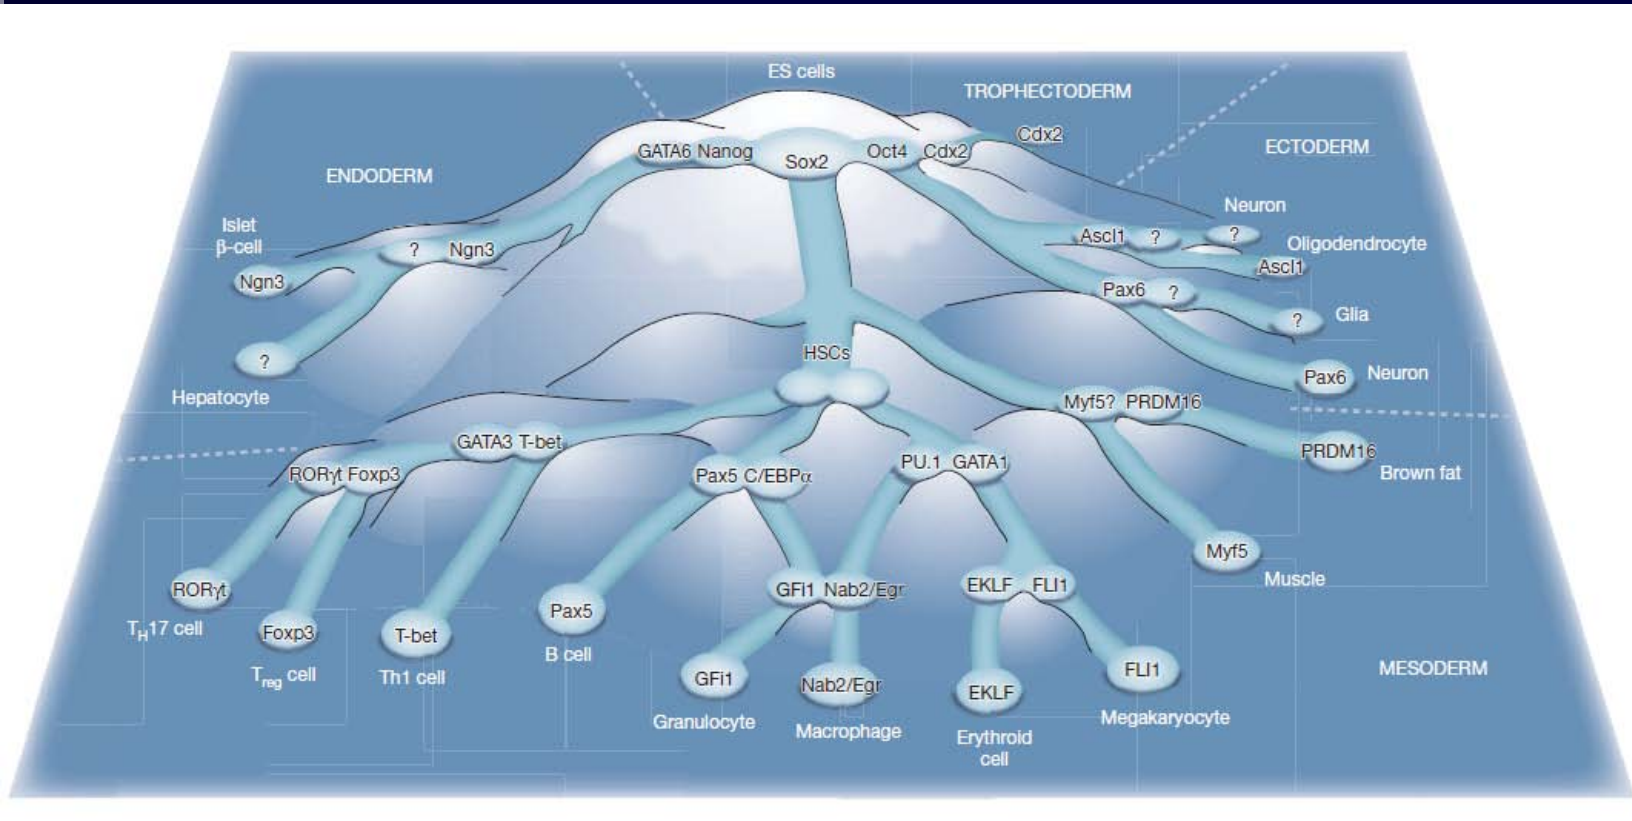 ES cells
TROPHECTODERM
Cdx2
GATA6 Nanog
Sox2
Oct4
Cdx2
ECTODERM
ENDODERM
Neuron
Islet
β-cell
?
Ngn3
Ascl1
?
?
Oligodendrocyte
Ascl1
Ngn3
Pax6
?
?
Glia
HSCs
?
Hepatocyte
Pax6
Neuron
Myf5? PRDM16
GATA3 T-bet
PRDM16
Brown fat
RORγt Foxp3
Pax5 C/EBPα
PU.1 GATA1
Myf5
Muscle
RORγt
TH17 cell
Foxp3
Treg cell
T-bet
Th1 cell
Pax5
B cell
GFi1 Nab2/Egr
EKLF FLI1
GFi1
Granulocyte
Nab2/Egr
Macrophage
EKLF
Erythroid
cell
FLI1
Megakaryocyte
MESODERM